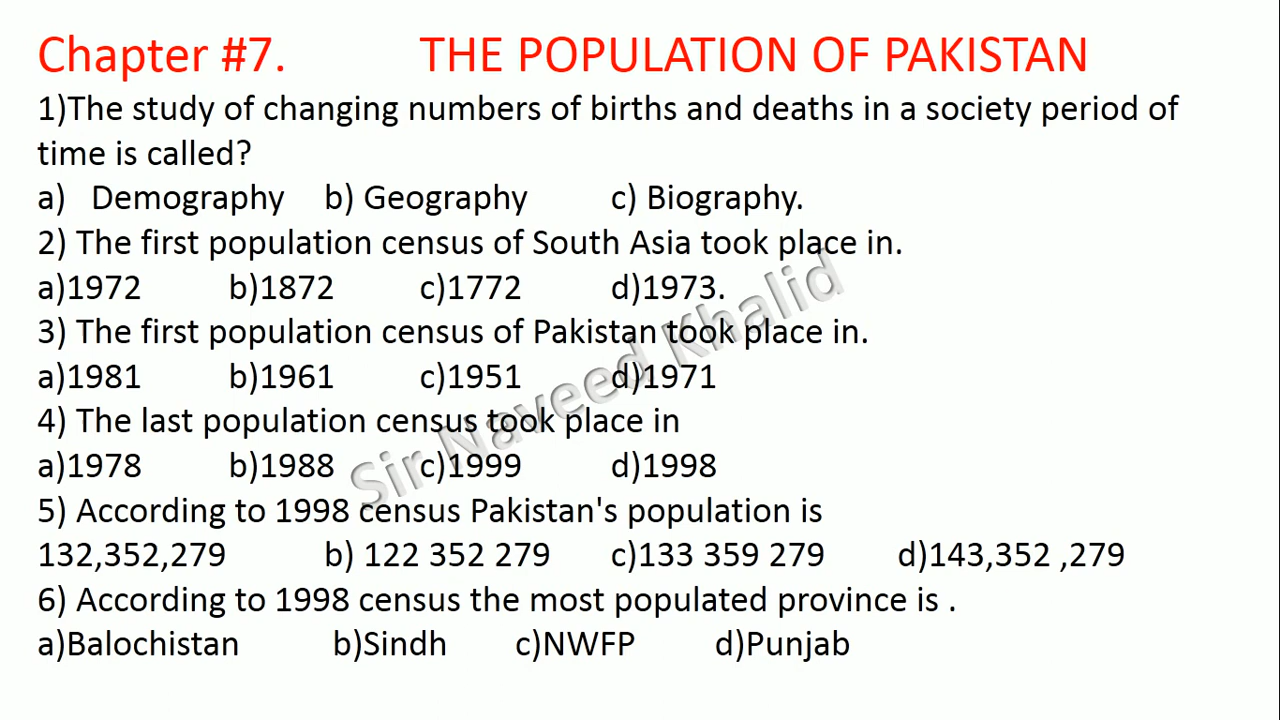 Chapter #7. THE POPULATION OF PAKISTAN
1)The study of changing numbers of births and deaths in a society period of
time is called?
a) Demography b) Geography c) Biography.
2) The first population census of South Asia took place in.
a)1972 b)1872 c)1772 d)1973.
3) The first population census of Pakistan took place in.
a)1981 b)1961 c)1951 d)1971
4) The last population census took place in
a)1978 b)1988 c)1999 d)1998
5) According to 1998 census Pakistan's population is
132,352,279 b) 122 352 279 c)133 359 279 d)143,352 ,279
6) According to 1998 census the most populated province is .
a)Balochistan b)Sindh c)NWFP d)Punjab
Sir Naveed Khalid